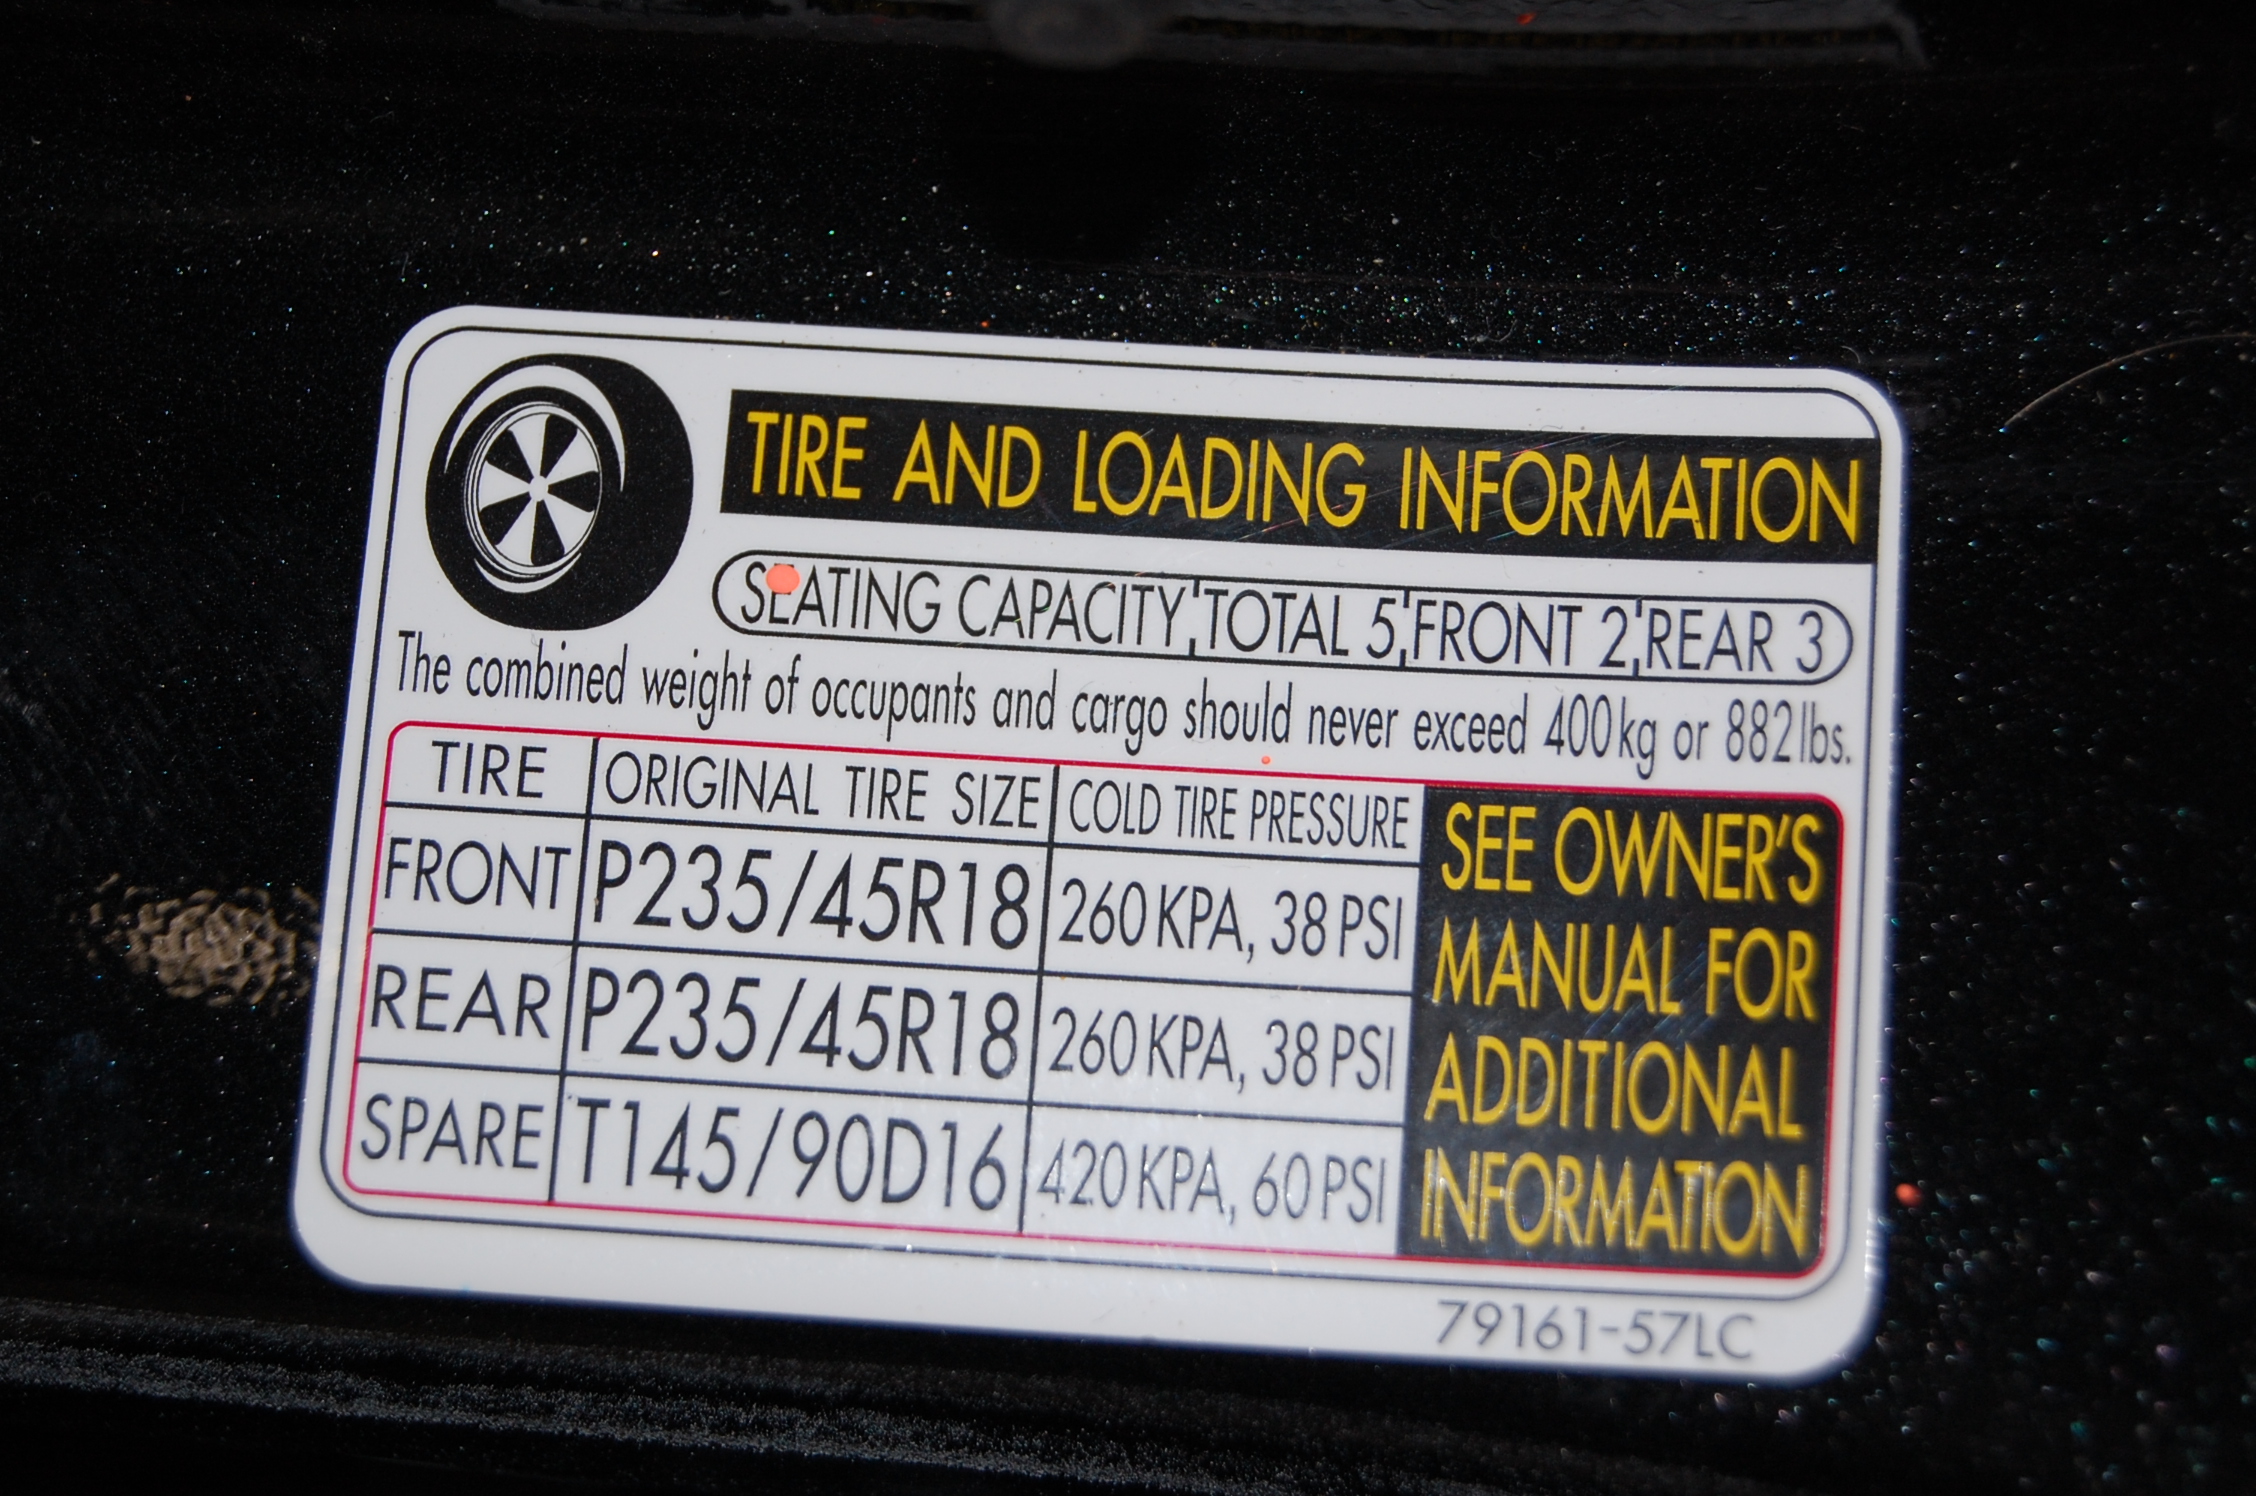 TIRE AND LOADING INFORMATION
SEATING CAPACITY TOTAL 5 FRONT 2 REAR 3
The combined weight of occupants and cargo should never exceed 400kg or 882lbs.
TIRE ORIGINAL TIRE SIZE COLD TIRE PRESSURE
FRONT P235/45R18 260KPA, 38PSI
REAR P235/45R18 260KPA, 38PSI
SPARE T145/90D16 420KPA, 60PSI
SEE OWNER'S
MANUAL FOR
ADDITIONAL
INFORMATION
79161-57LC